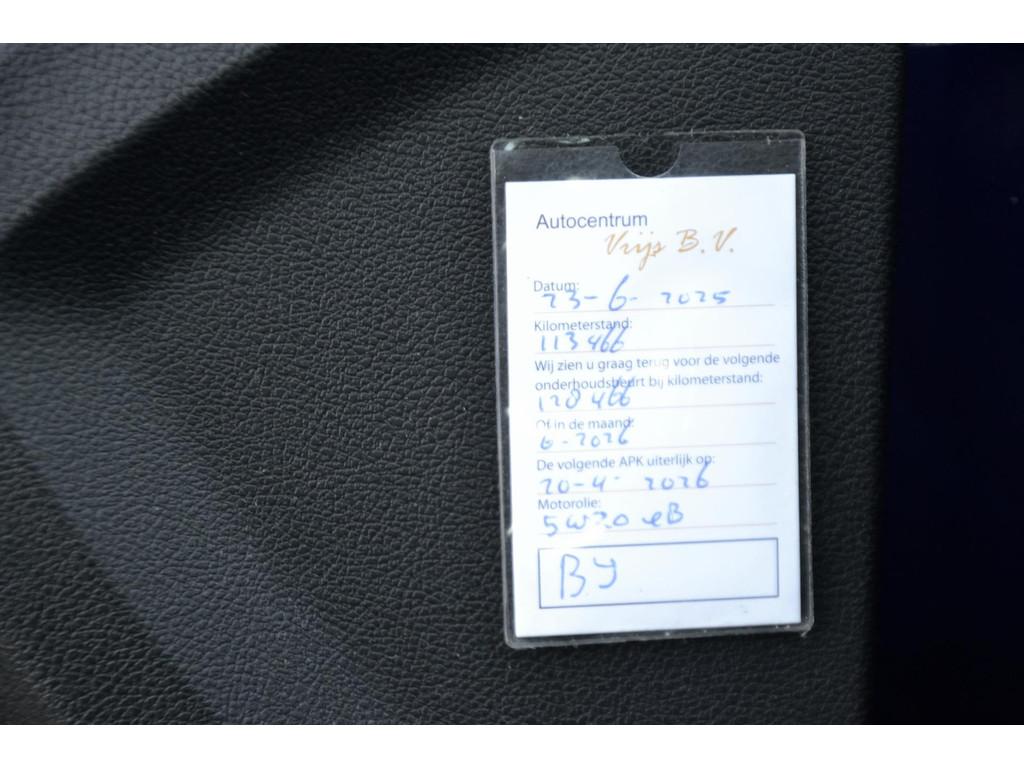 Autocentrum
Vrijs B.V.
Datum:
23-6-2025
Kilometerstand:
113466
Wij zien u graag terug voor de volgende
onderhoudsbeurt bij kilometerstand:
128466
Of in de maand:
6-2026
De volgende APK uiterlijk op:
20-4-2026
Motorolie:
5W20 eB
BY